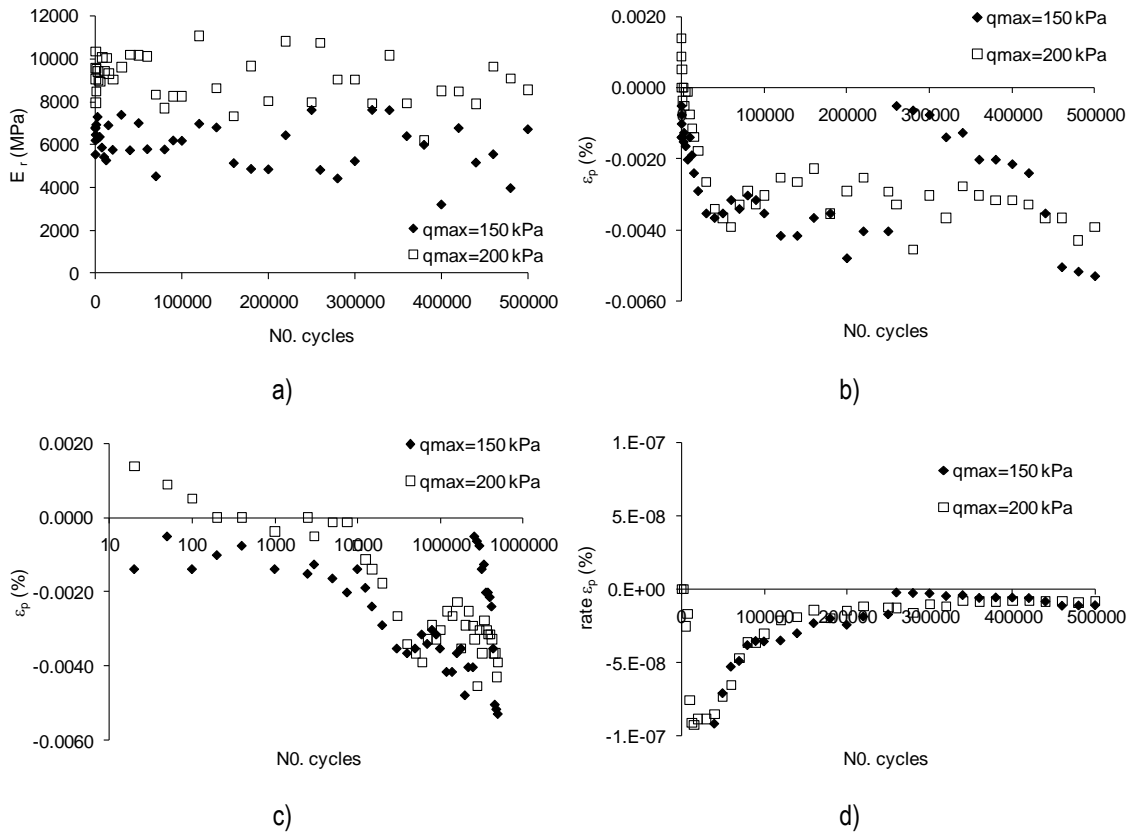 12000
10000
8000
6000
4000
2000
0
E r (MPa)
qmax=150 kPa
qmax=200 kPa
0 100000 200000 300000 400000 500000
N0. cycles
a)
0.0020
0.0000
-0.0020
-0.0040
-0.0060
εp (%)
qmax=150 kPa
qmax=200 kPa
0 100000 200000 300000 400000 500000
N0. cycles
b)
0.0020
0.0000
-0.0020
-0.0040
-0.0060
εp (%)
qmax=150 kPa
qmax=200 kPa
10 100 1000 10000 100000 1000000
N0. cycles
c)
1.E-07
5.E-08
0.E+00
-5.E-08
-1.E-07
rate εp (%)
qmax=150 kPa
qmax=200 kPa
0 100000 200000 300000 400000 500000
N0. cycles
d)